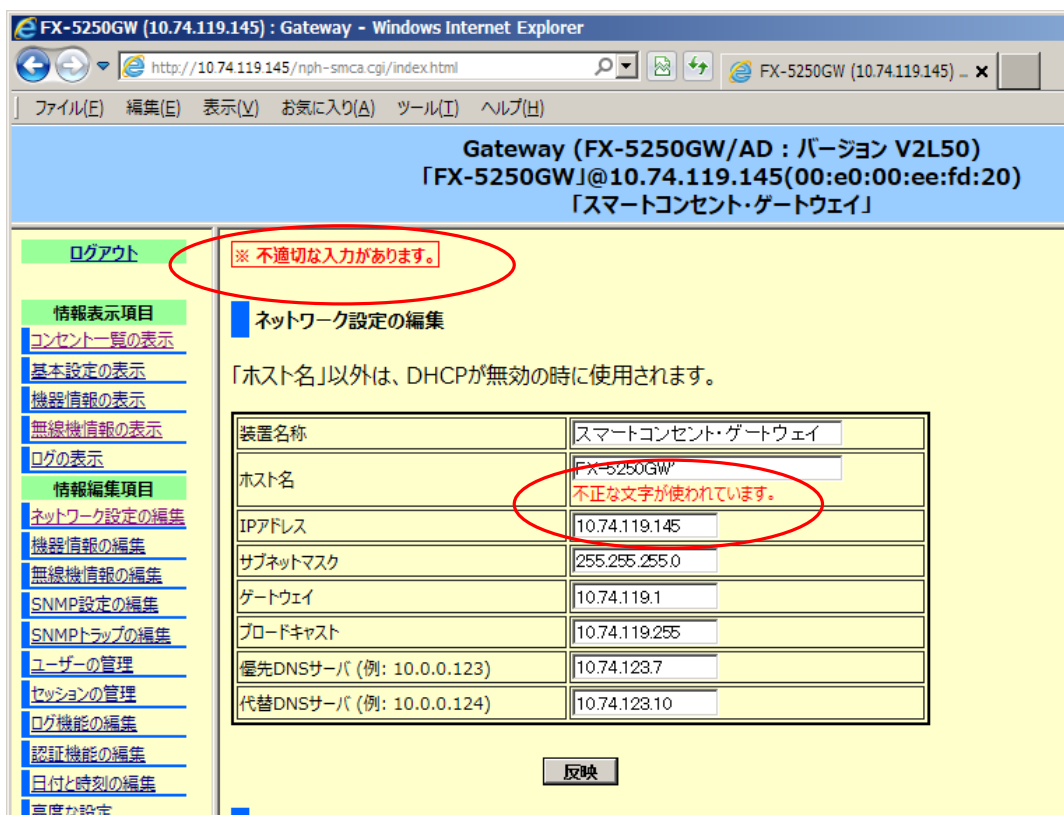 FX-5250GW (10.74.119.145) : Gateway - Windows Internet Explorer
http://10.74.119.145/nph-smca.cgi/index.html
FX-5250GW (10.74.119.145) ...
ファイル(F) 編集(E) 表示(V) お気に入り(A) ツール(T) ヘルプ(H)
Gateway (FX-5250GW/AD : バージョン V2L50)
「FX-5250GW」@10.74.119.145(00:e0:00:ee:fd:20)
「スマートコンセント・ゲートウェイ」
ログアウト
情報表示項目
コンセント一覧の表示
基本設定の表示
機器情報の表示
無線機情報の表示
ログの表示
情報編集項目
ネットワーク設定の編集
機器情報の編集
無線機情報の編集
SNMP設定の編集
SNMPトラップの編集
ユーザーの管理
セッションの管理
ログ機能の編集
認証機能の編集
日付と時刻の編集
高度な設定
※ 不適切な入力があります。
ネットワーク設定の編集
「ホスト名」以外は、DHCPが無効の時に使用されます。
装置名称 スマートコンセント・ゲートウェイ
ホスト名 FX-5250GW'
不正な文字が使われています。
IPアドレス 10.74.119.145
サブネットマスク 255.255.255.0
ゲートウェイ 10.74.119.1
ブロードキャスト 10.74.119.255
優先DNSサーバ (例: 10.0.0.123) 10.74.123.7
代替DNSサーバ (例: 10.0.0.124) 10.74.123.10
反映